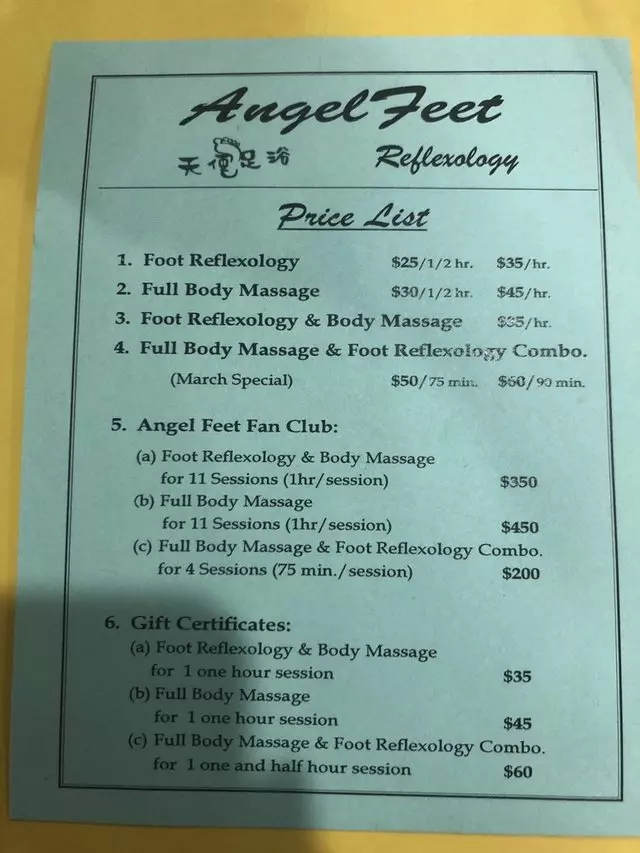 Angel Feet
天使足浴
Reflexology
Price List
1. Foot Reflexology $25/1/2 hr. $35/hr.
2. Full Body Massage $30/1/2 hr. $45/hr.
3. Foot Reflexology & Body Massage $35/hr.
4. Full Body Massage & Foot Reflexology Combo.
(March Special) $50/75 min. $60/90 min.
5. Angel Feet Fan Club:
(a) Foot Reflexology & Body Massage
for 11 Sessions (1hr/session) $350
(b) Full Body Massage
for 11 Sessions (1hr/session) $450
(c) Full Body Massage & Foot Reflexology Combo.
for 4 Sessions (75 min./session) $200
6. Gift Certificates:
(a) Foot Reflexology & Body Massage
for 1 one hour session $35
(b) Full Body Massage
for 1 one hour session $45
(c) Full Body Massage & Foot Reflexology Combo.
for 1 one and half hour session $60